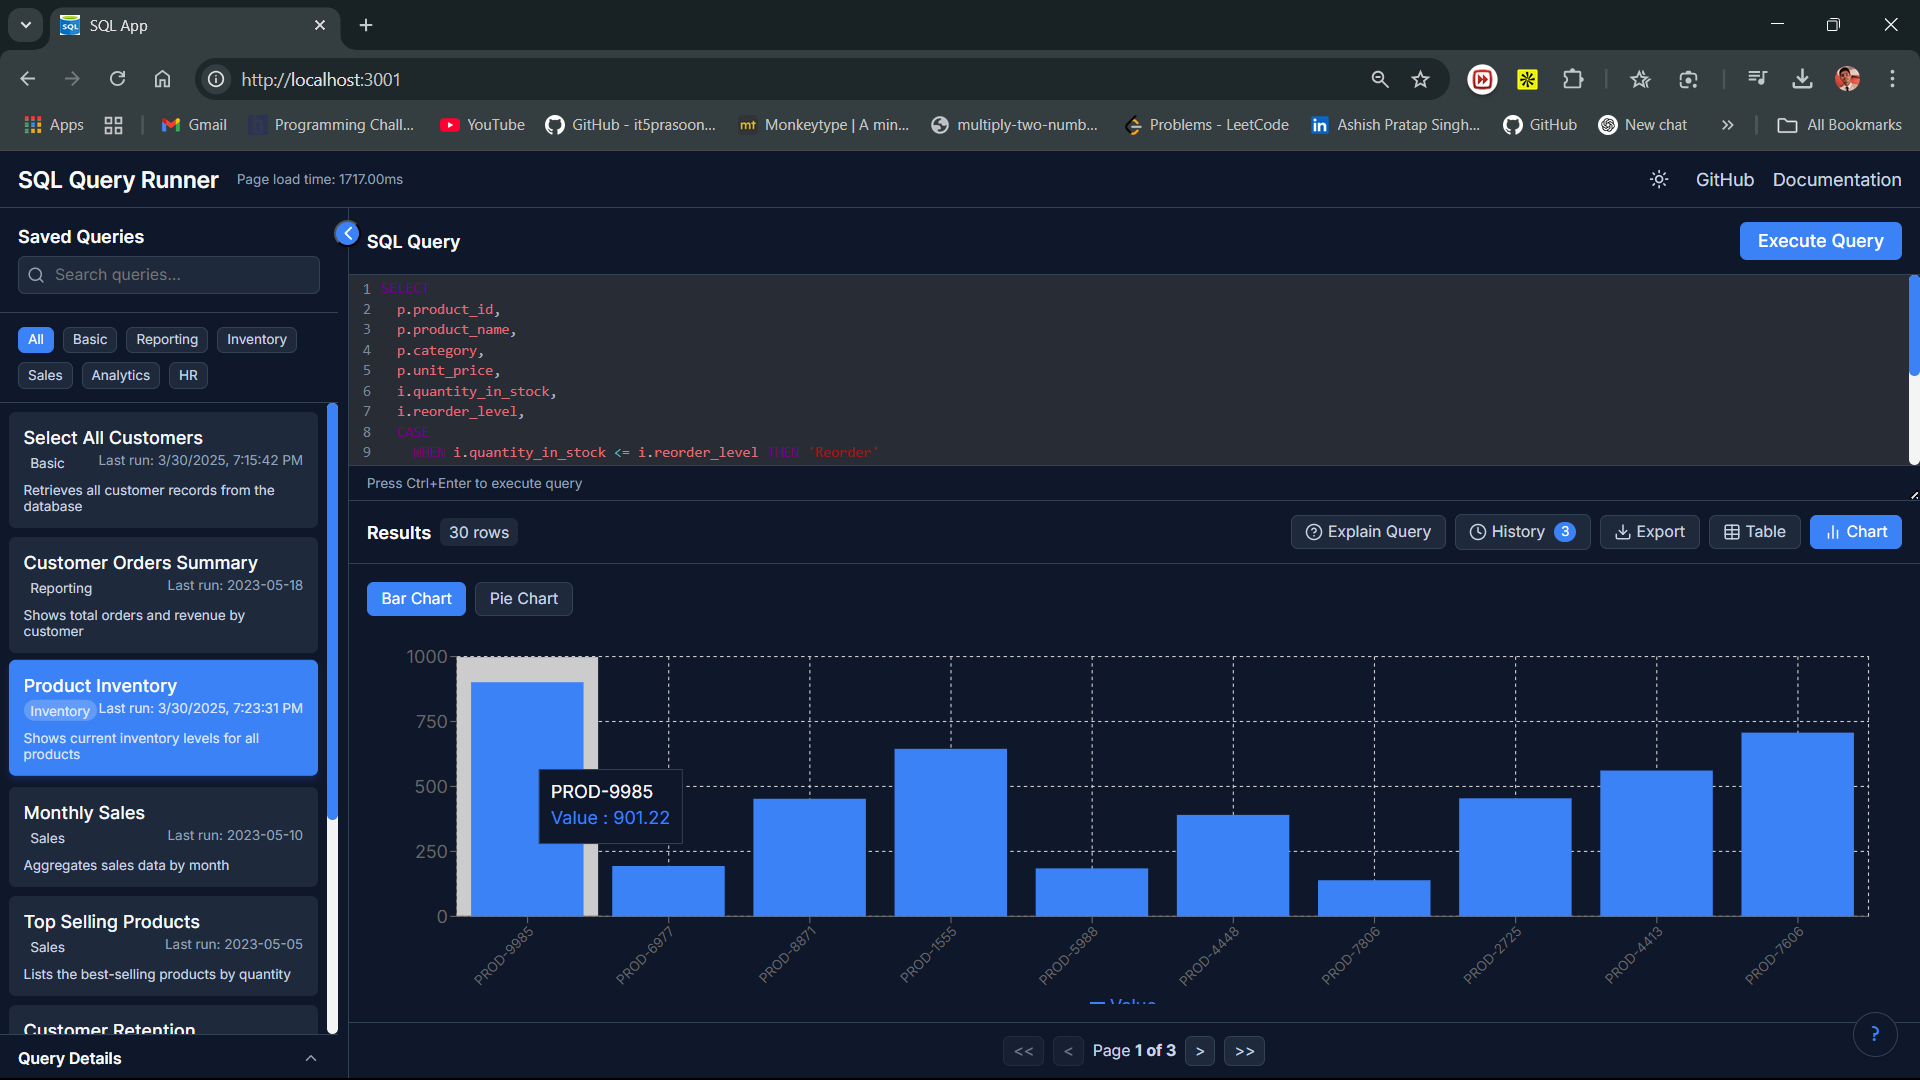 SQL App
http://localhost:3001
Apps
Gmail
Programming Chall...
YouTube
GitHub - it5prasoon...
mt Monkeytype | A min...
multiply-two-numb...
Problems - LeetCode
in Ashish Pratap Singh...
GitHub
New chat
All Bookmarks
SQL Query Runner Page load time: 1717.00ms
GitHub Documentation
Saved Queries
Search queries...
All Basic Reporting Inventory
Sales Analytics HR
Select All Customers
Basic Last run: 3/30/2025, 7:15:42 PM
Retrieves all customer records from the
database
Customer Orders Summary
Reporting Last run: 2023-05-18
Shows total orders and revenue by
customer
Product Inventory
Inventory Last run: 3/30/2025, 7:23:31 PM
Shows current inventory levels for all
products
Monthly Sales
Sales Last run: 2023-05-10
Aggregates sales data by month
Top Selling Products
Sales Last run: 2023-05-05
Lists the best-selling products by quantity
Customer Retention
Query Details
SQL Query
Execute Query
1 SELECT
2 p.product_id,
3 p.product_name,
4 p.category,
5 p.unit_price,
6 i.quantity_in_stock,
7 i.reorder_level,
8 CASE
9 WHEN i.quantity_in_stock <= i.reorder_level THEN 'Reorder'
Press Ctrl+Enter to execute query
Results 30 rows
Explain Query History 3 Export Table Chart
Bar Chart Pie Chart
1000
750
500
250
0
PROD-9985
Value : 901.22
PROD-9985
PROD-6977
PROD-8871
PROD-1555
PROD-5988
PROD-4448
PROD-7806
PROD-2725
PROD-4413
PROD-7606
Value
<< < Page 1 of 3 > >>
?